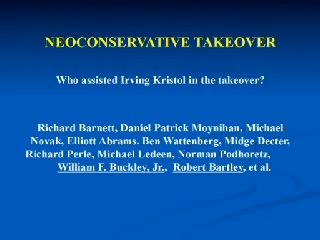 NEOCONSERVATIVE TAKEOVER
Who assisted Irving Kristol in the takeover?
Richard Barnett, Daniel Patrick Moynihan, Michael
Novak, Elliott Abrams. Ben Wattenberg, Midge Decter,
Richard Perle, Michael Ledeen, Norman Podhoretz,
William F. Buckley, Jr., Robert Bartley, et al.